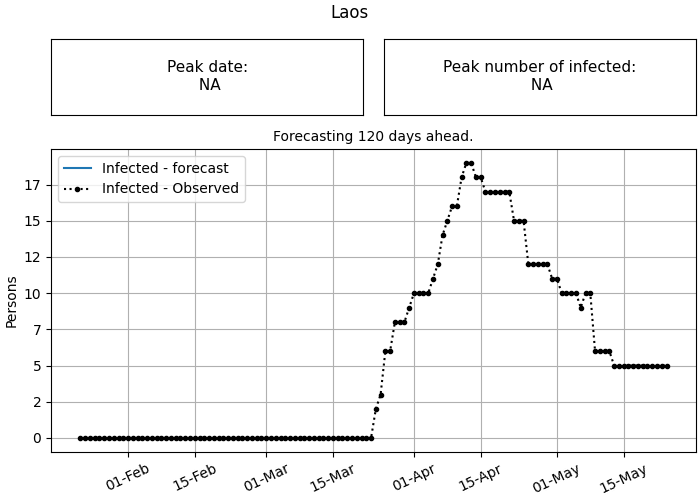 Laos
Peak date:
NA
Peak number of infected:
NA
Forecasting 120 days ahead.
Infected - forecast
Infected - Observed
Persons
17
15
12
10
7
5
2
0
01-Feb
15-Feb
01-Mar
15-Mar
01-Apr
15-Apr
01-May
15-May